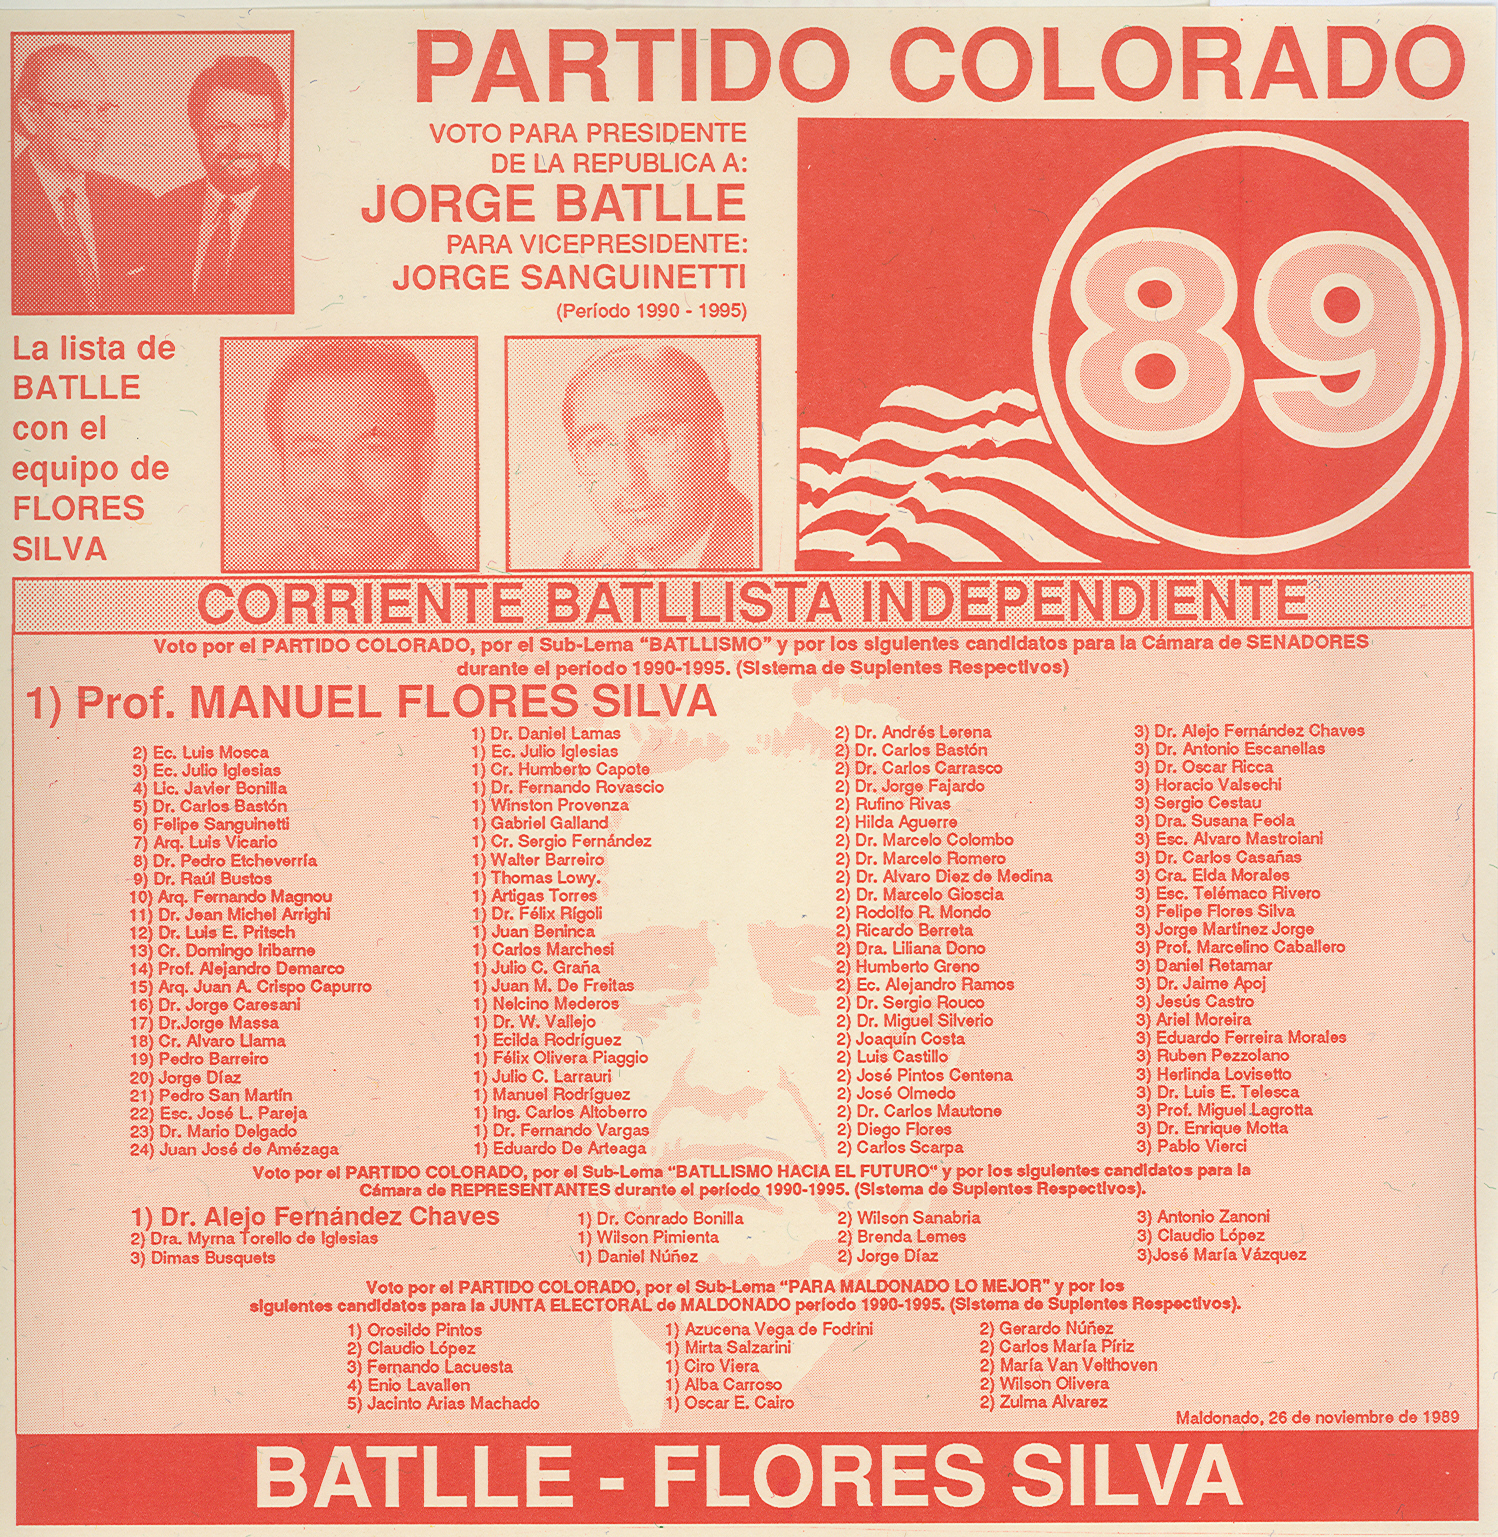 PARTIDO COLORADO
VOTO PARA PRESIDENTE
DE LA REPUBLICA A:
JORGE BATLLE
PARA VICEPRESIDENTE:
JORGE SANGUINETTI
(Período 1990 - 1995)
89
La lista de
BATLLE
con el
equipo de
FLORES
SILVA
CORRIENTE BATLLISTA INDEPENDIENTE
Voto por el PARTIDO COLORADO, por el Sub-Lema “BATLLISMO” y por los siguientes candidatos para la Cámara de SENADORES
durante el período 1990-1995. (Sistema de Suplentes Respectivos)
1) Prof. MANUEL FLORES SILVA
2) Ec. Luis Mosca
3) Ec. Julio Iglesias
4) Lic. Javier Bonilla
5) Dr. Carlos Bastón
6) Felipe Sanguinetti
7) Arq. Luis Vicario
8) Dr. Pedro Etcheverría
9) Dr. Raúl Bustos
10) Arq. Fernando Magnou
11) Dr. Jean Michel Arrighi
12) Dr. Luis E. Pritsch
13) Cr. Domingo Iribarne
14) Prof. Alejandro Demarco
15) Arq. Juan A. Crispo Capurro
16) Dr. Jorge Caresani
17) Dr.Jorge Massa
18) Cr. Alvaro Llama
19) Pedro Barreiro
20) Jorge Díaz
21) Pedro San Martín
22) Esc. José L. Pareja
23) Dr. Mario Delgado
24) Juan José de Amézaga
1) Dr. Daniel Lamas
1) Ec. Julio Iglesias
1) Cr. Humberto Capote
1) Dr. Fernando Rovascio
1) Winston Provenza
1) Gabriel Galland
1) Cr. Sergio Fernández
1) Walter Barreiro
1) Thomas Lowy.
1) Artigas Torres
1) Dr. Félix Rígoli
1) Juan Beninca
1) Carlos Marchesi
1) Julio C. Graña
1) Juan M. De Freitas
1) Nelcino Mederos
1) Dr. W. Vallejo
1) Ecilda Rodríguez
1) Félix Olivera Piaggio
1) Julio C. Larrauri
1) Manuel Rodríguez
1) Ing. Carlos Altoberro
1) Dr. Fernando Vargas
1) Eduardo De Arteaga
2) Dr. Andrés Lerena
2) Dr. Carlos Bastón
2) Dr. Carlos Carrasco
2) Dr. Jorge Fajardo
2) Rufino Rivas
2) Hilda Aguerre
2) Dr. Marcelo Colombo
2) Dr. Marcelo Romero
2) Dr. Alvaro Diez de Medina
2) Dr. Marcelo Gioscia
2) Rodolfo R. Mondo
2) Ricardo Berreta
2) Dra. Liliana Dono
2) Humberto Greno
2) Ec. Alejandro Ramos
2) Dr. Sergio Rouco
2) Dr. Miguel Silverio
2) Joaquín Costa
2) Luis Castillo
2) José Pintos Centena
2) José Olmedo
2) Dr. Carlos Mautone
2) Diego Flores
2) Carlos Scarpa
3) Dr. Alejo Fernández Chaves
3) Dr. Antonio Escanellas
3) Dr. Oscar Ricca
3) Horacio Valsechi
3) Sergio Cestau
3) Dra. Susana Feola
3) Esc. Alvaro Mastroiani
3) Dr. Carlos Casañas
3) Cra. Elda Morales
3) Esc. Telémaco Rivero
3) Felipe Flores Silva
3) Jorge Martínez Jorge
3) Prof. Marcelino Caballero
3) Daniel Retamar
3) Dr. Jaime Apoj
3) Jesús Castro
3) Ariel Moreira
3) Eduardo Ferreira Morales
3) Ruben Pezzolano
3) Herlinda Lovisetto
3) Dr. Luis E. Telesca
3) Prof. Miguel Lagrotta
3) Dr. Enrique Motta
3) Pablo Vierci
Voto por el PARTIDO COLORADO, por el Sub-Lema “BATLLISMO HACIA EL FUTURO” y por los siguientes candidatos para la
Cámara de REPRESENTANTES durante el período 1990-1995. (Sistema de Suplentes Respectivos).
1) Dr. Alejo Fernández Chaves
2) Dra. Myrna Torello de Iglesias
3) Dimas Busquets
1) Dr. Conrado Bonilla
1) Wilson Pimienta
1) Daniel Núñez
2) Wilson Sanabria
2) Brenda Lemes
2) Jorge Díaz
3) Antonio Zanoni
3) Claudio López
3)José María Vázquez
Voto por el PARTIDO COLORADO, por el Sub-Lema “PARA MALDONADO LO MEJOR” y por los
siguientes candidatos para la JUNTA ELECTORAL de MALDONADO período 1990-1995. (Sistema de Suplentes Respectivos).
1) Orosildo Pintos
2) Claudio López
3) Fernando Lacuesta
4) Enio Lavallen
5) Jacinto Arias Machado
1) Azucena Vega de Fodrini
1) Mirta Salzarini
1) Ciro Viera
1) Alba Carroso
1) Oscar E. Cairo
2) Gerardo Núñez
2) Carlos María Píriz
2) María Van Velthoven
2) Wilson Olivera
2) Zulma Alvarez
Maldonado, 26 de noviembre de 1989
BATLLE - FLORES SILVA